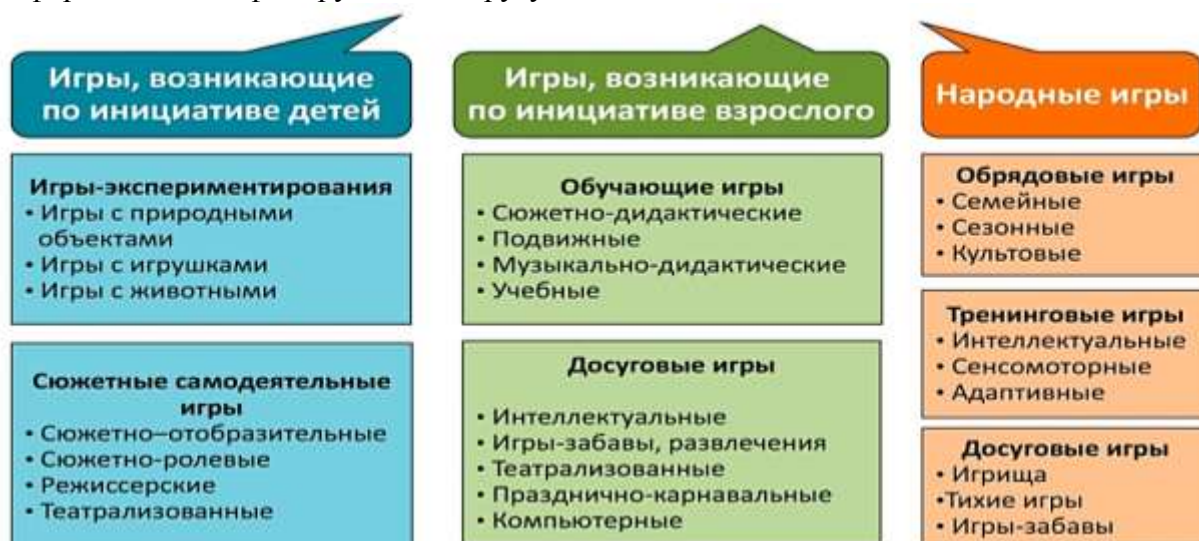 Игры, возникающие
по инициативе детей
Игры-экспериментирования
• Игры с природными
объектами
• Игры с игрушками
• Игры с животными
Сюжетные самодеятельные
игры
• Сюжетно–отобразительные
• Сюжетно-ролевые
• Режиссерские
• Театрализованные
Игры, возникающие
по инициативе взрослого
Обучающие игры
• Сюжетно-дидактические
• Подвижные
• Музыкально-дидактические
• Учебные
Досуговые игры
• Интеллектуальные
• Игры-забавы, развлечения
• Театрализованные
• Празднично-карнавальные
• Компьютерные
Народные игры
Обрядовые игры
• Семейные
• Сезонные
• Культовые
Тренинговые игры
• Интеллектуальные
• Сенсомоторные
• Адаптивные
Досуговые игры
• Игрища
•Тихие игры
• Игры-забавы